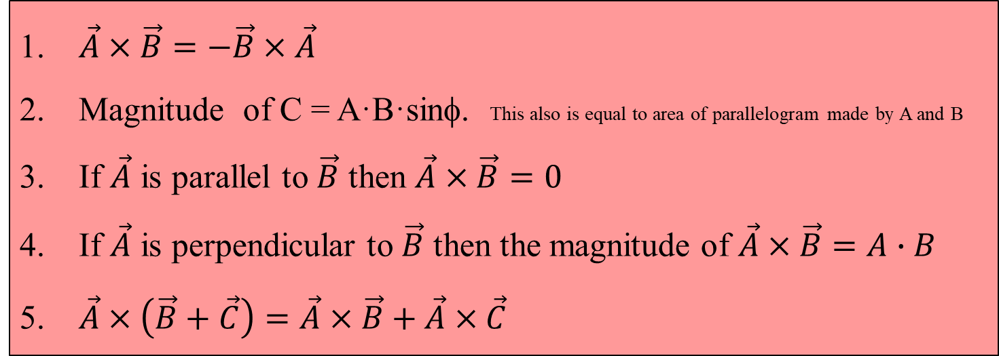 1. $\vec{A} \times \vec{B} = -\vec{B} \times \vec{A}$
2. Magnitude of C = A·B·sinϕ. This also is equal to area of parallelogram made by A and B
3. If $\vec{A}$ is parallel to $\vec{B}$ then $\vec{A} \times \vec{B} = 0$
4. If $\vec{A}$ is perpendicular to $\vec{B}$ then the magnitude of $\vec{A} \times \vec{B} = A \cdot B$
5. $\vec{A} \times (\vec{B} + \vec{C}) = \vec{A} \times \vec{B} + \vec{A} \times \vec{C}$